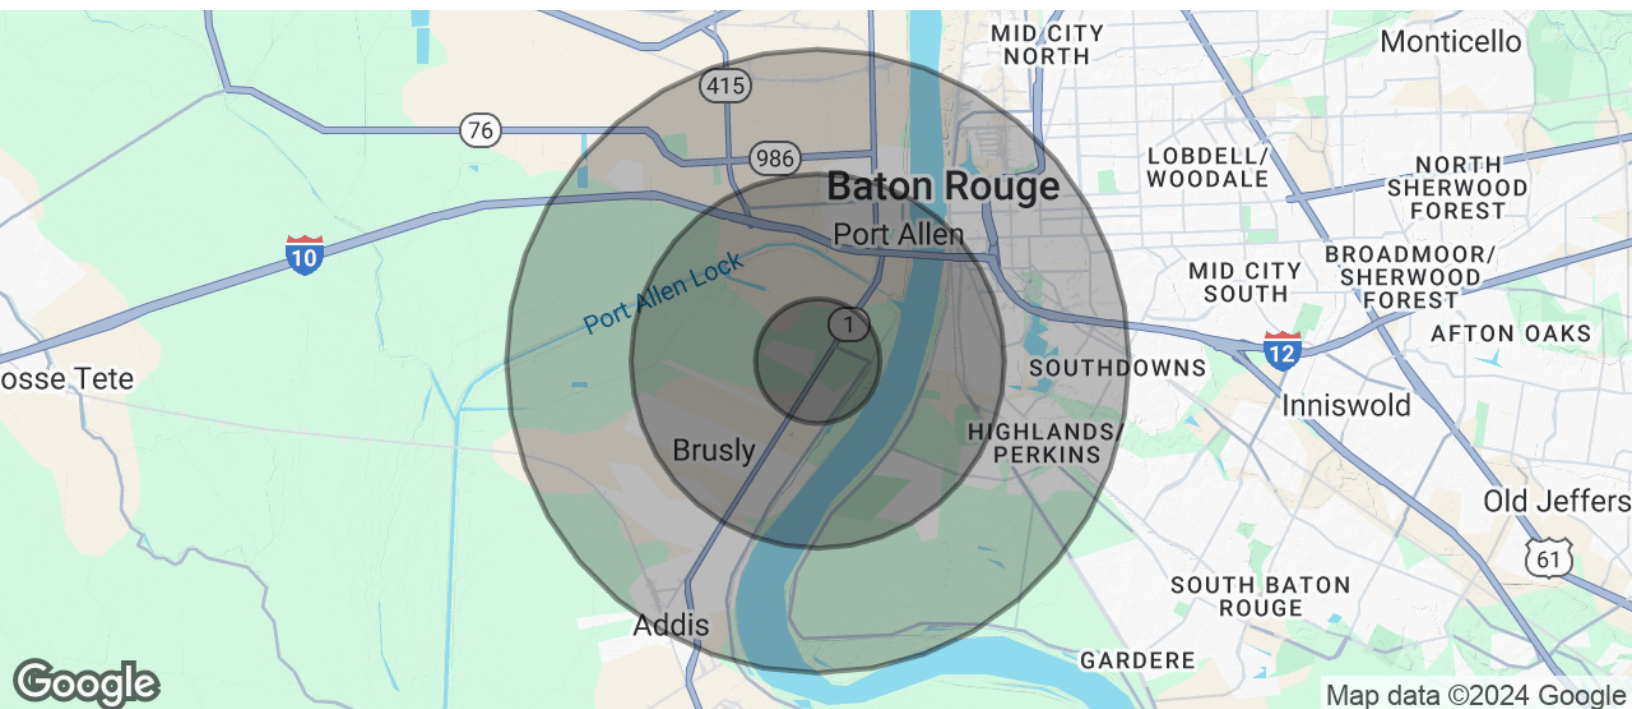 MID CITY
NORTH
Monticello
415
76
986
LOBDELL/
WOODALE
NORTH
SHERWOOD
FOREST
Baton Rouge
Port Allen
10
Port Allen Lock
MID CITY
SOUTH
BROADMOOR/
SHERWOOD
FOREST
1
AFTON OAKS
12
SOUTHDOWNS
osse Tete
Inniswold
HIGHLANDS/
PERKINS
Brusly
Old Jeffers
61
SOUTH BATON
ROUGE
Addis
GARDERE
Google
Map data ©2024 Google